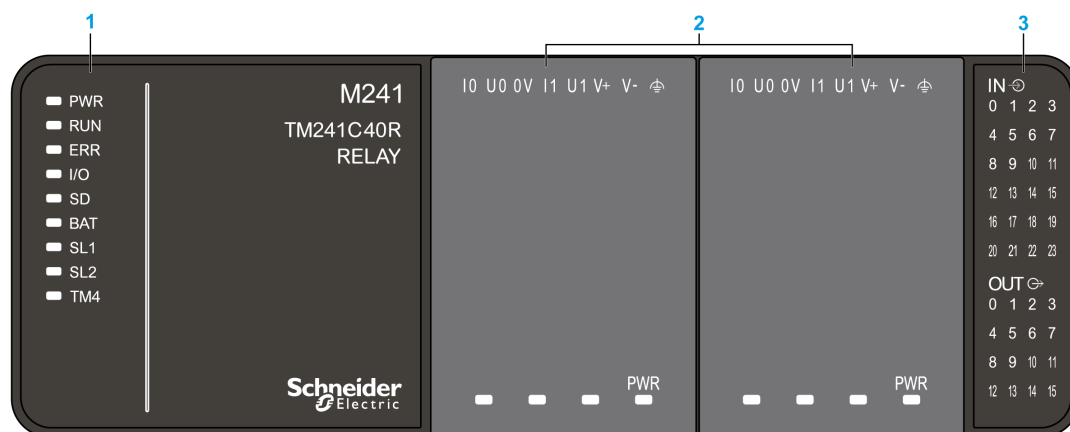 1
2
3
PWR
RUN
ERR
I/O
SD
BAT
SL1
SL2
TM4
M241
TM241C40R
RELAY
Schneider
Electric
I0 U0 0V I1 U1 V+ V-
PWR
I0 U0 0V I1 U1 V+ V-
PWR
IN
0 1 2 3
4 5 6 7
8 9 10 11
12 13 14 15
16 17 18 19
20 21 22 23
OUT
0 1 2 3
4 5 6 7
8 9 10 11
12 13 14 15